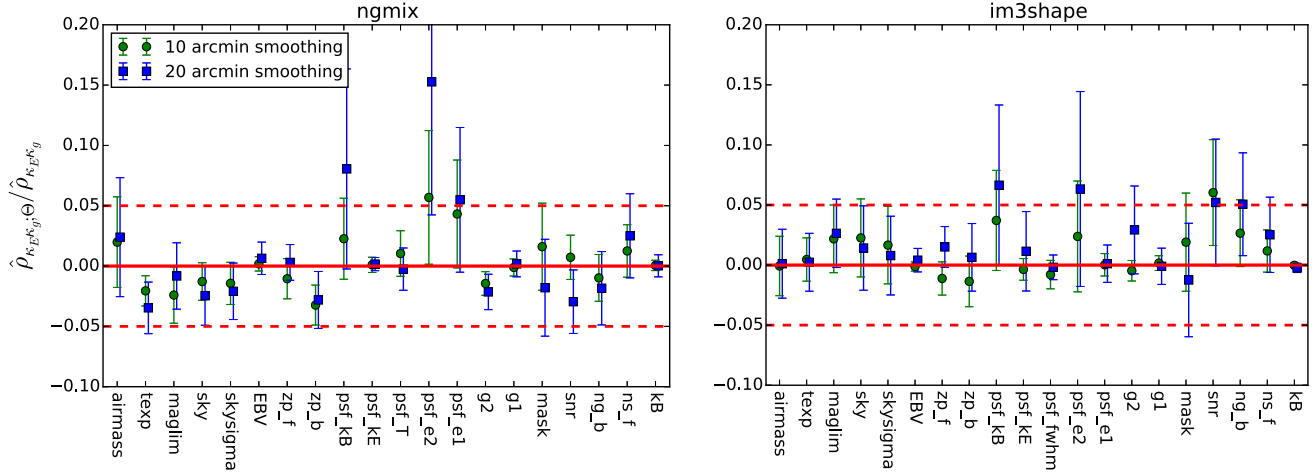 ngmix
0.20
0.15
0.10
0.05
0.00
−0.05
−0.10
ρ̂κEκg;Θ/ρ̂κEκg
10 arcmin smoothing
20 arcmin smoothing
airmass
texp
maglim
sky
skysigma
EBV
zp_f
zp_b
psf_kB
psf_kE
psf_T
psf_e2
psf_e1
g2
g1
mask
snr
ng_b
ns_f
kB
im3shape
0.20
0.15
0.10
0.05
0.00
−0.05
−0.10
airmass
texp
maglim
sky
skysigma
EBV
zp_f
zp_b
psf_kB
psf_kE
psf_fwhm
psf_e2
psf_e1
g2
g1
mask
snr
ng_b
ns_f
kB